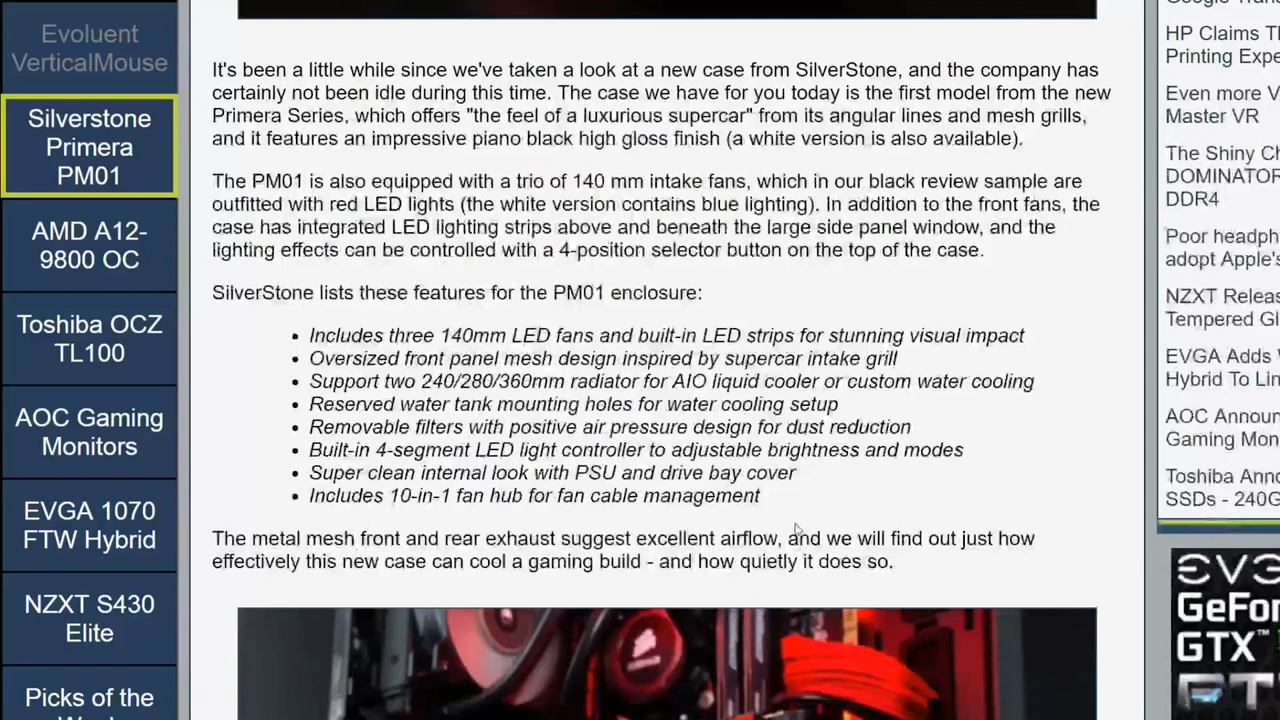 Evoluent
VerticalMouse
Silverstone
Primera
PM01
AMD A12-
9800 OC
Toshiba OCZ
TL100
AOC Gaming
Monitors
EVGA 1070
FTW Hybrid
NZXT S430
Elite
Picks of the
It's been a little while since we've taken a look at a new case from SilverStone, and the company has
certainly not been idle during this time. The case we have for you today is the first model from the new
Primera Series, which offers "the feel of a luxurious supercar" from its angular lines and mesh grills,
and it features an impressive piano black high gloss finish (a white version is also available).
The PM01 is also equipped with a trio of 140 mm intake fans, which in our black review sample are
outfitted with red LED lights (the white version contains blue lighting). In addition to the front fans, the
case has integrated LED lighting strips above and beneath the large side panel window, and the
lighting effects can be controlled with a 4-position selector button on the top of the case.
SilverStone lists these features for the PM01 enclosure:
• Includes three 140mm LED fans and built-in LED strips for stunning visual impact
• Oversized front panel mesh design inspired by supercar intake grill
• Support two 240/280/360mm radiator for AIO liquid cooler or custom water cooling
• Reserved water tank mounting holes for water cooling setup
• Removable filters with positive air pressure design for dust reduction
• Built-in 4-segment LED light controller to adjustable brightness and modes
• Super clean internal look with PSU and drive bay cover
• Includes 10-in-1 fan hub for fan cable management
The metal mesh front and rear exhaust suggest excellent airflow, and we will find out just how
effectively this new case can cool a gaming build - and how quietly it does so.
HP Claims Th
Printing Expe
Even more V
Master VR
The Shiny Ch
DOMINATOR
DDR4
Poor headph
adopt Apple's
NZXT Releas
Tempered Gl
EVGA Adds
Hybrid To Lin
AOC Announ
Gaming Mon
Toshiba Anno
SSDs - 240G
GeFor
GTX™